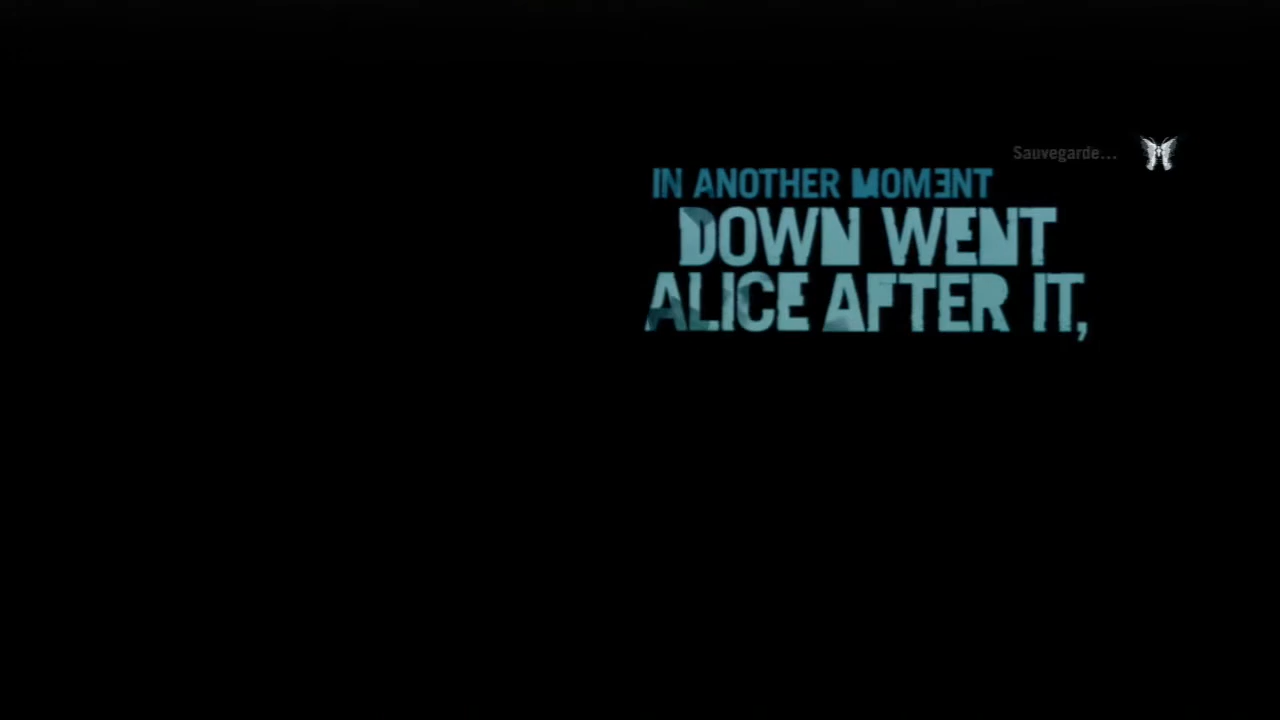 Sauvegarde...
IN ANOTHER MOMENT
DOWN WENT
ALICE AFTER IT,